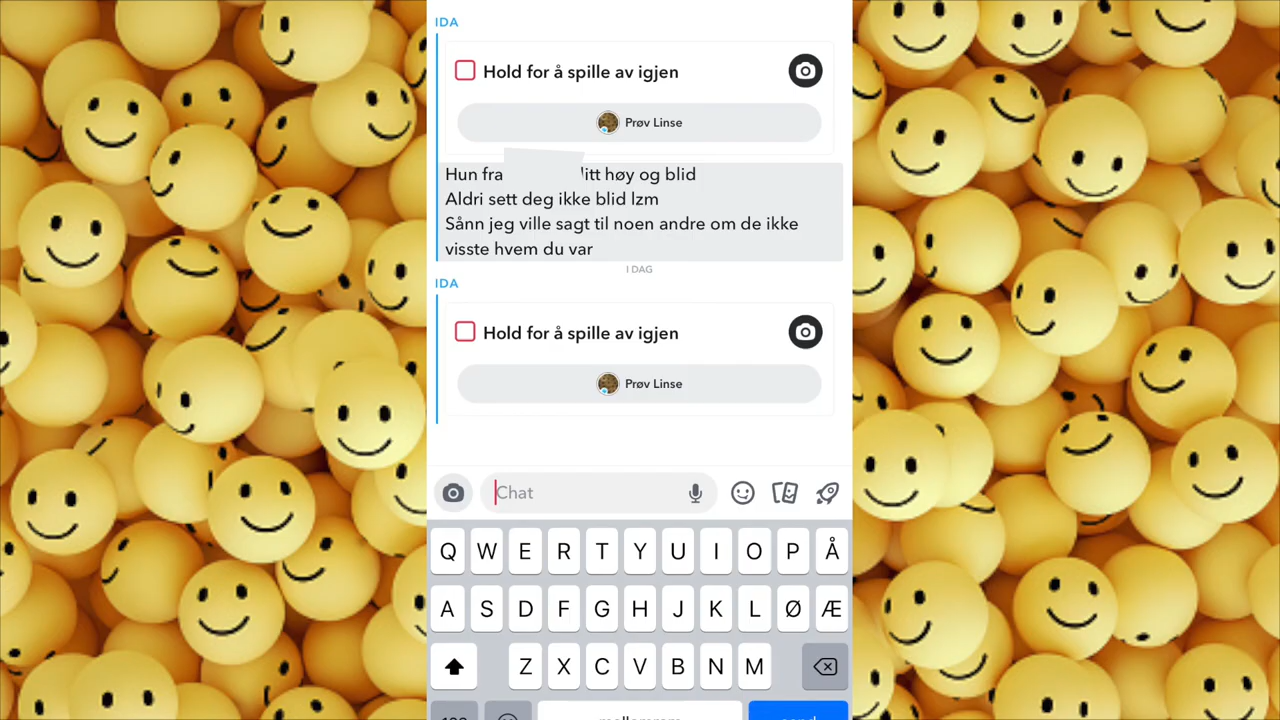 IDA
Hold for å spille av igjen
Prøv Linse
Hun fra litt høy og blid
Aldri sett deg ikke blid lzm
Sånn jeg ville sagt til noen andre om de ikke
visste hvem du var
I DAG
IDA
Hold for å spille av igjen
Prøv Linse
Chat
Q W E R T Y U I O P Å
A S D F G H J K L Ø Æ
Z X C V B N M